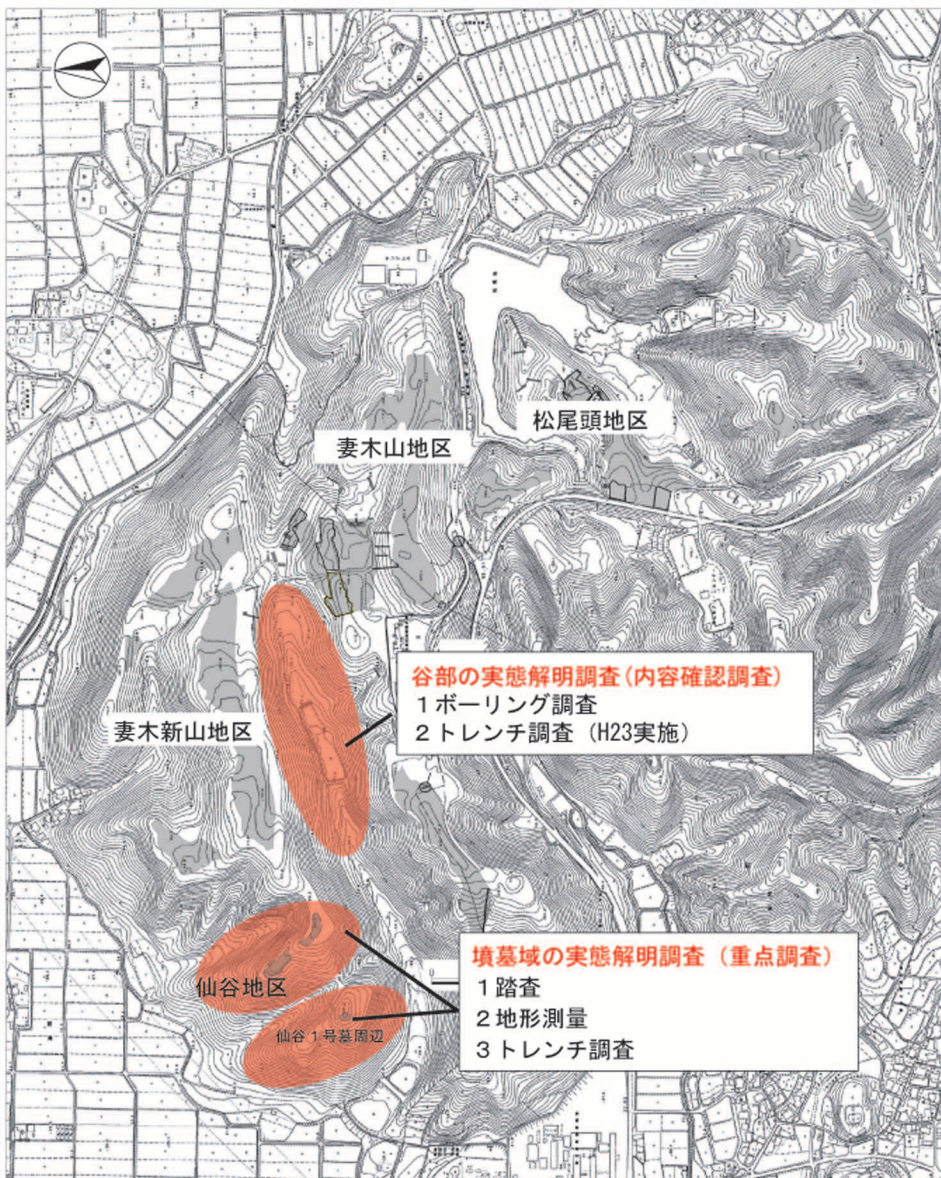 松尾頭地区
妻木山地区
谷部の実態解明調査(内容確認調査)
1ボーリング調査
2トレンチ調査(H23実施)
妻木新山地区
墳墓域の実態解明調査(重点調査)
1踏査
2地形測量
3トレンチ調査
仙谷地区
仙谷1号墓周辺